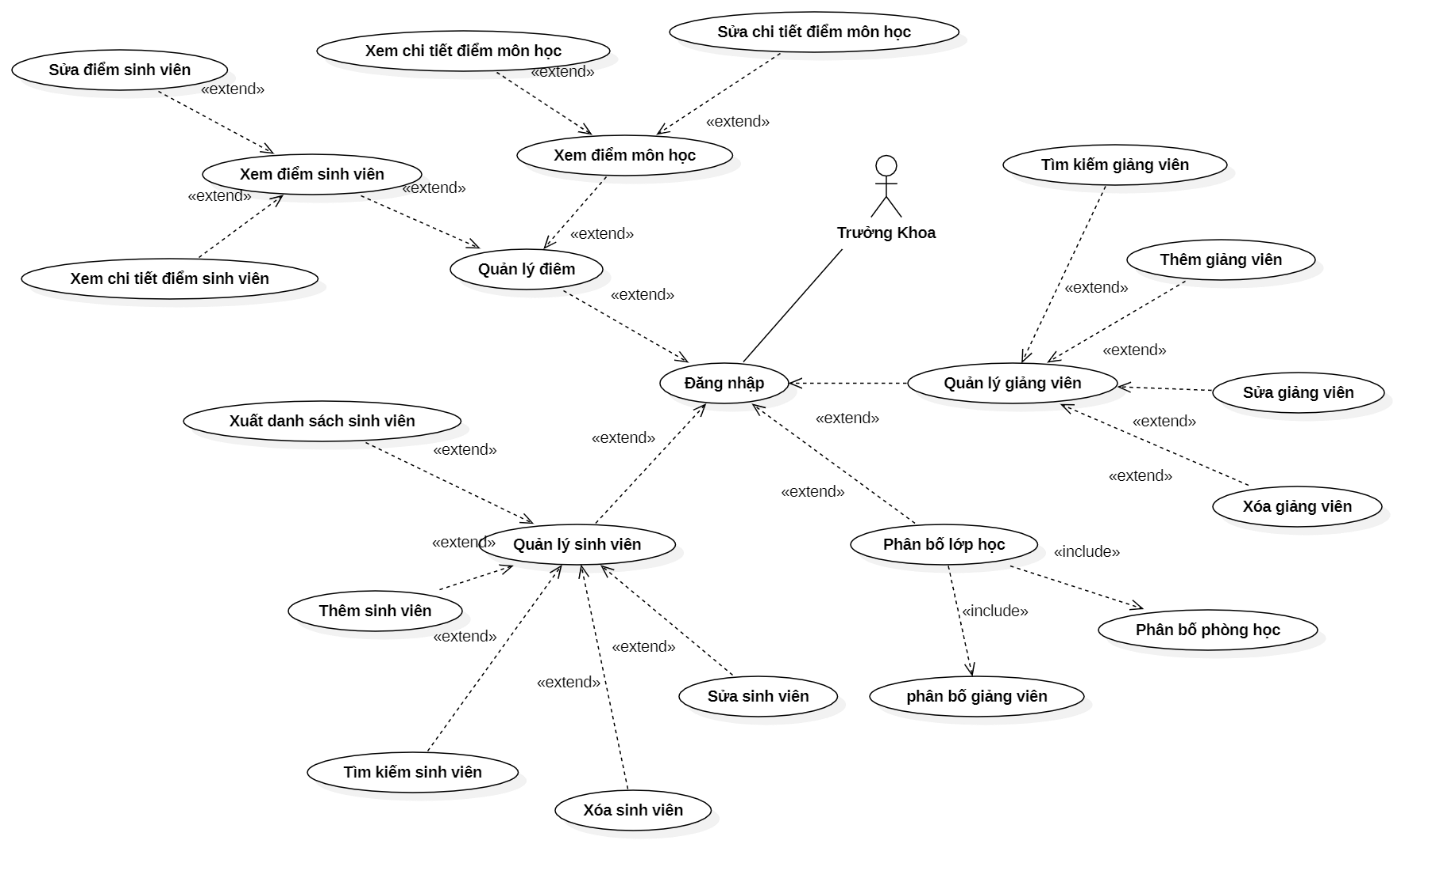 Sửa chi tiết điểm môn học
Xem chi tiết điểm môn học
«extend»
Sửa điểm sinh viên
«extend»
«extend»
Xem điểm môn học
Tìm kiếm giảng viên
Xem điểm sinh viên
«extend»
«extend»
Trưởng Khoa
«extend»
Thêm giảng viên
Quản lý điêm
Xem chi tiết điểm sinh viên
«extend»
«extend»
«extend»
Đăng nhập
Quản lý giảng viên
Sửa giảng viên
«extend»
Xuất danh sách sinh viên
«extend»
«extend»
«extend»
«extend»
«extend»
Xóa giảng viên
«extend»
Quản lý sinh viên
Phân bố lớp học
«include»
Thêm sinh viên
«include»
Phân bố phòng học
«extend»
«extend»
«extend»
Sửa sinh viên
phân bố giảng viên
Tìm kiếm sinh viên
Xóa sinh viên